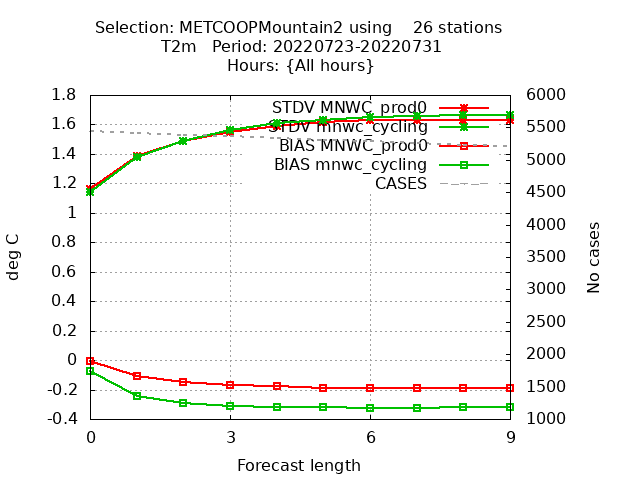 Selection: METCOOPMountain2 using    26 stations
T2m   Period: 20220723-20220731
Hours: {All hours}
1.8
1.6
1.4
1.2
1
0.8
0.6
0.4
0.2
0
-0.2
-0.4
deg C
STDV MNWC_prod0
STDV mnwc_cycling
BIAS MNWC_prod0
BIAS mnwc_cycling
CASES
6000
5500
5000
4500
4000
3500
3000
2500
2000
1500
1000
No cases
0 3 6 9
Forecast length